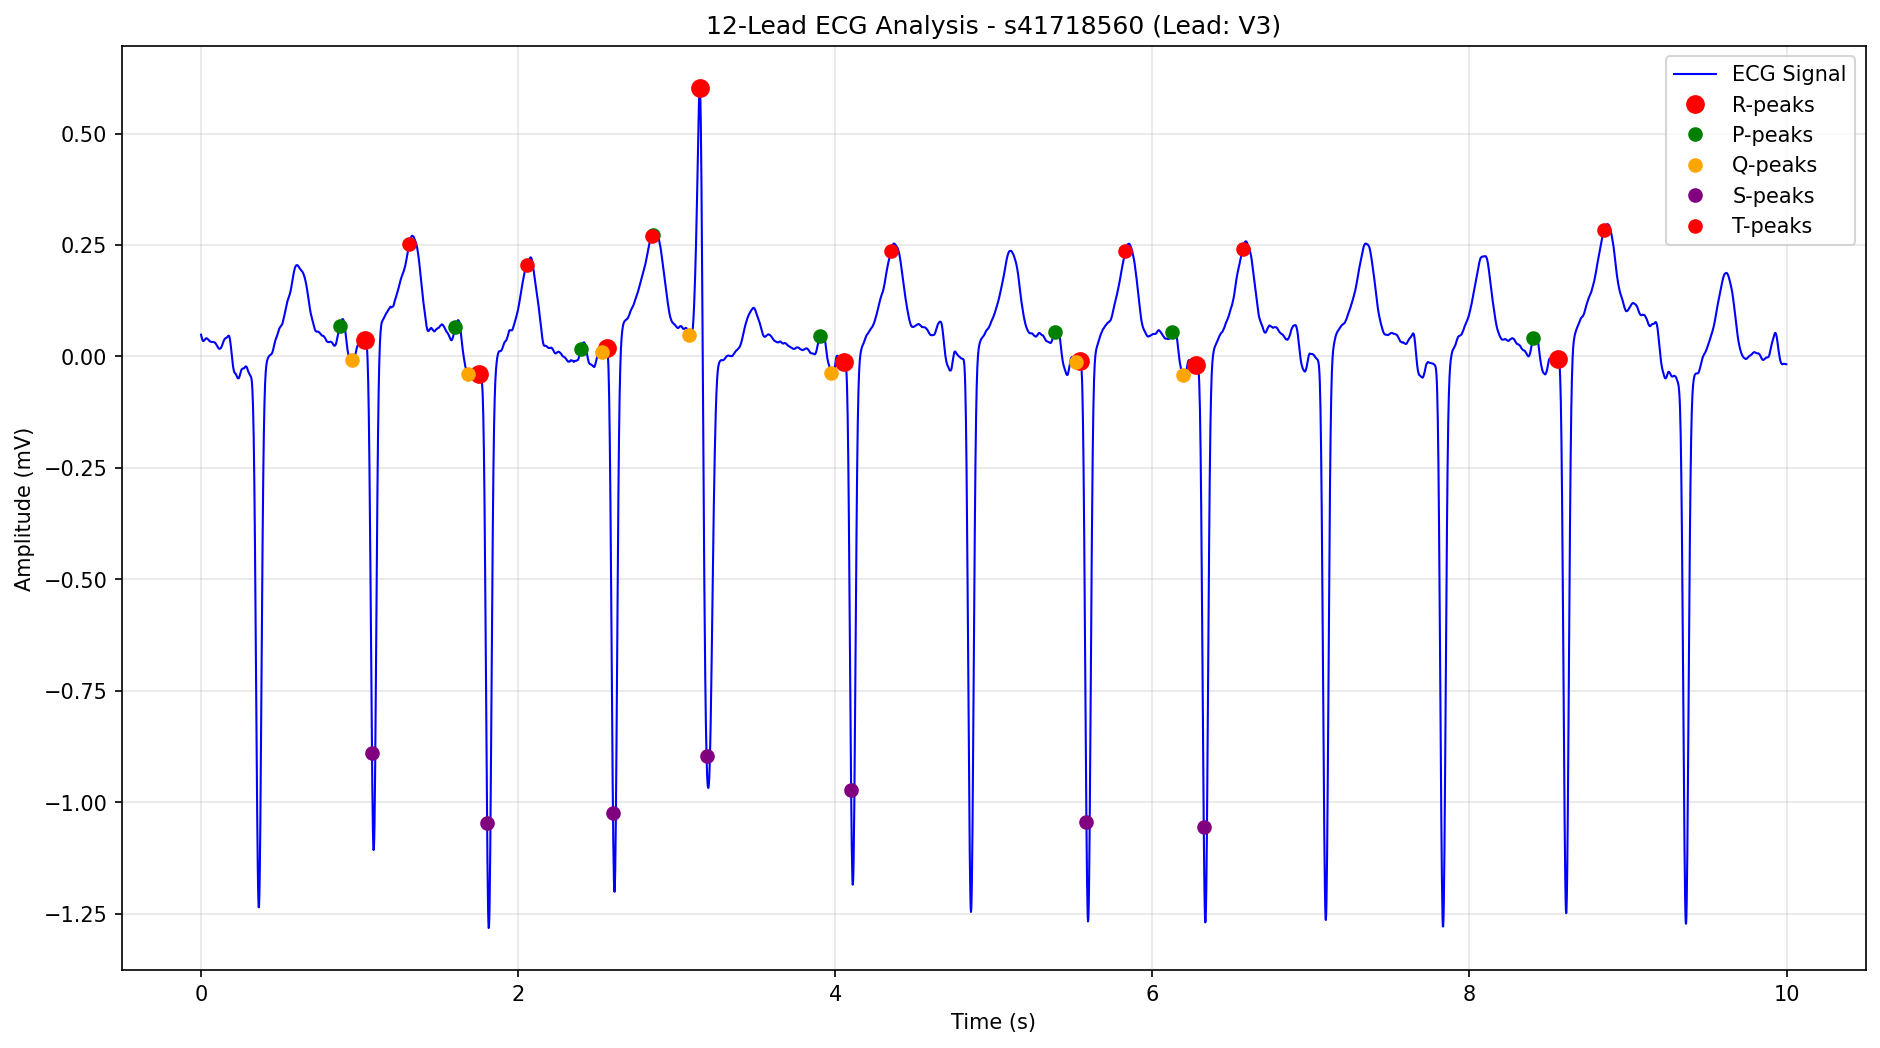 12-Lead ECG Analysis - s41718560 (Lead: V3)
ECG Signal
R-peaks
P-peaks
Q-peaks
S-peaks
T-peaks
0.50
0.25
0.00
−0.25
−0.50
−0.75
−1.00
−1.25
Amplitude (mV)
0 2 4 6 8 10
Time (s)